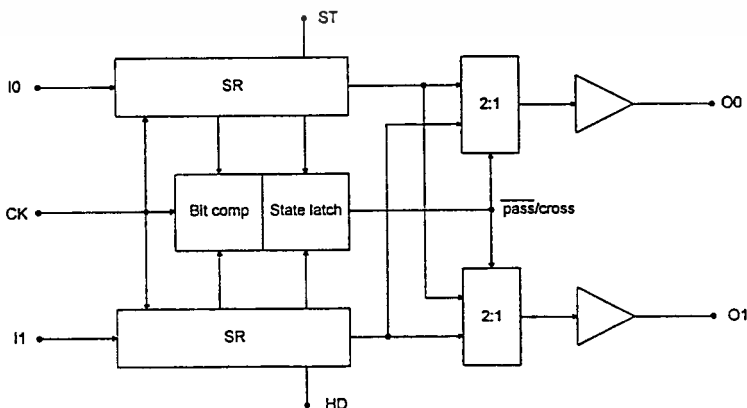 ST
I0
SR
2:1
O0
CK
Bit comp
State latch
pass/cross
I1
SR
2:1
O1
HD